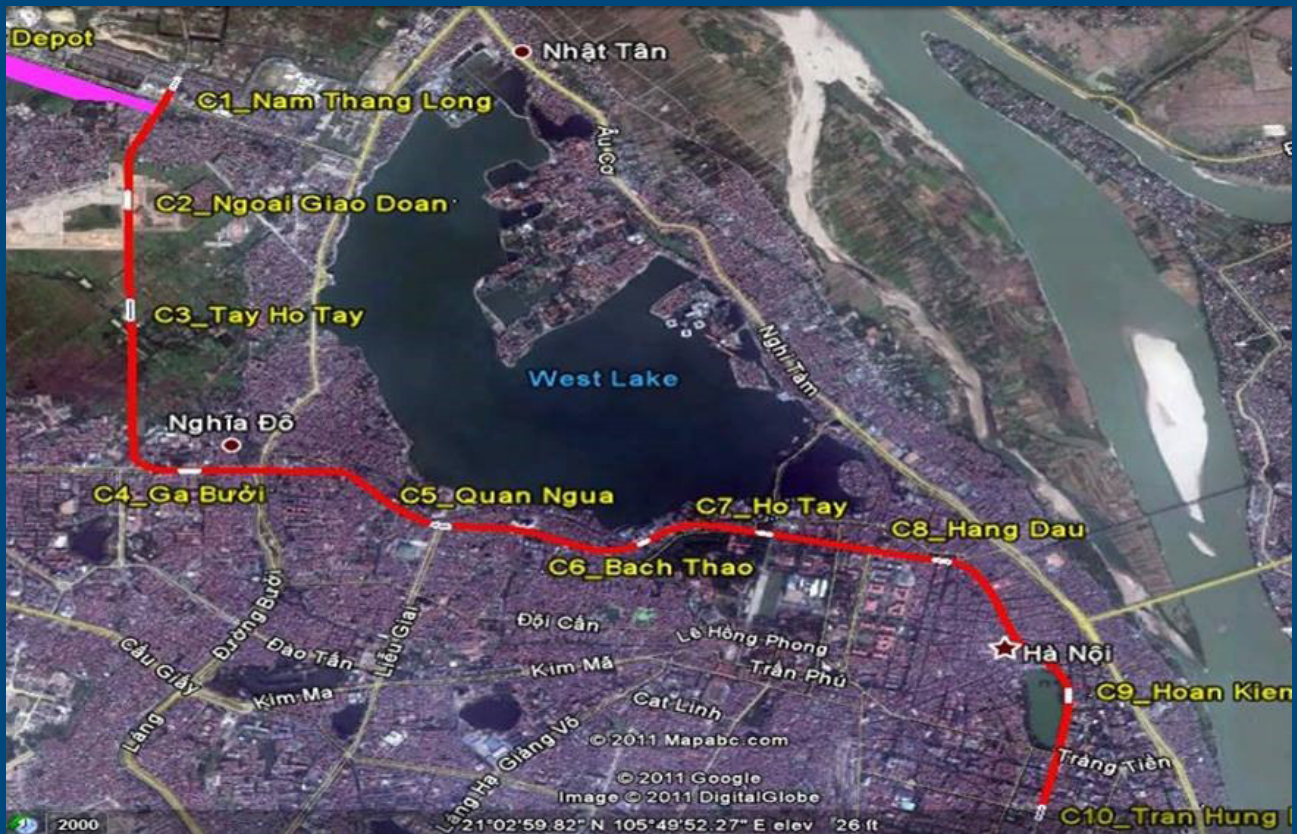 Depot
Nhật Tân
C1_Nam Thang Long
Âu Cơ
C2_Ngoai Giao Doan
C3_Tay Ho Tay
Nghi Tàm
West Lake
Nghĩa Đô
C4_Ga Bưởi
C5_Quan Ngua
C7_Ho Tay
C8_Hang Dau
C6_Bach Thao
Đường Bưởi
Đội Cấn
Lê Hồng Phong
Cầu Giấy
Đào Tấn
Liễu Giai
Kim Mã
Trần Phú
Hà Nội
Kim Ma
Cat Linh
C9_Hoan Kiem
Láng
Láng Hạ Giảng Võ
© 2011 Mapabc.com
Tràng Tiền
© 2011 Google
Image © 2011 DigitalGlobe
C10_Tran Hung
2000
21°02'59.82" N 105°49'52.27" E elev 26 ft